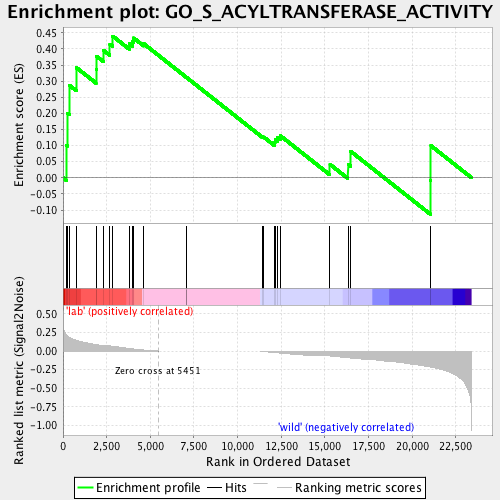 Enrichment plot: GO_S_ACYLTRANSFERASE_ACTIVITY
Enrichment score (ES)
0.45
0.40
0.35
0.30
0.25
0.20
0.15
0.10
0.05
0.00
-0.05
-0.10
'lab' (positively correlated)
Ranked list metric (Signal2Noise)
0.50
0.25
0.00
-0.25
-0.50
-0.75
-1.00
Zero cross at 5451
'wild' (negatively correlated)
0 2,500 5,000 7,500 10,000 12,500 15,000 17,500 20,000 22,500
Rank in Ordered Dataset
Enrichment profile Hits Ranking metric scores